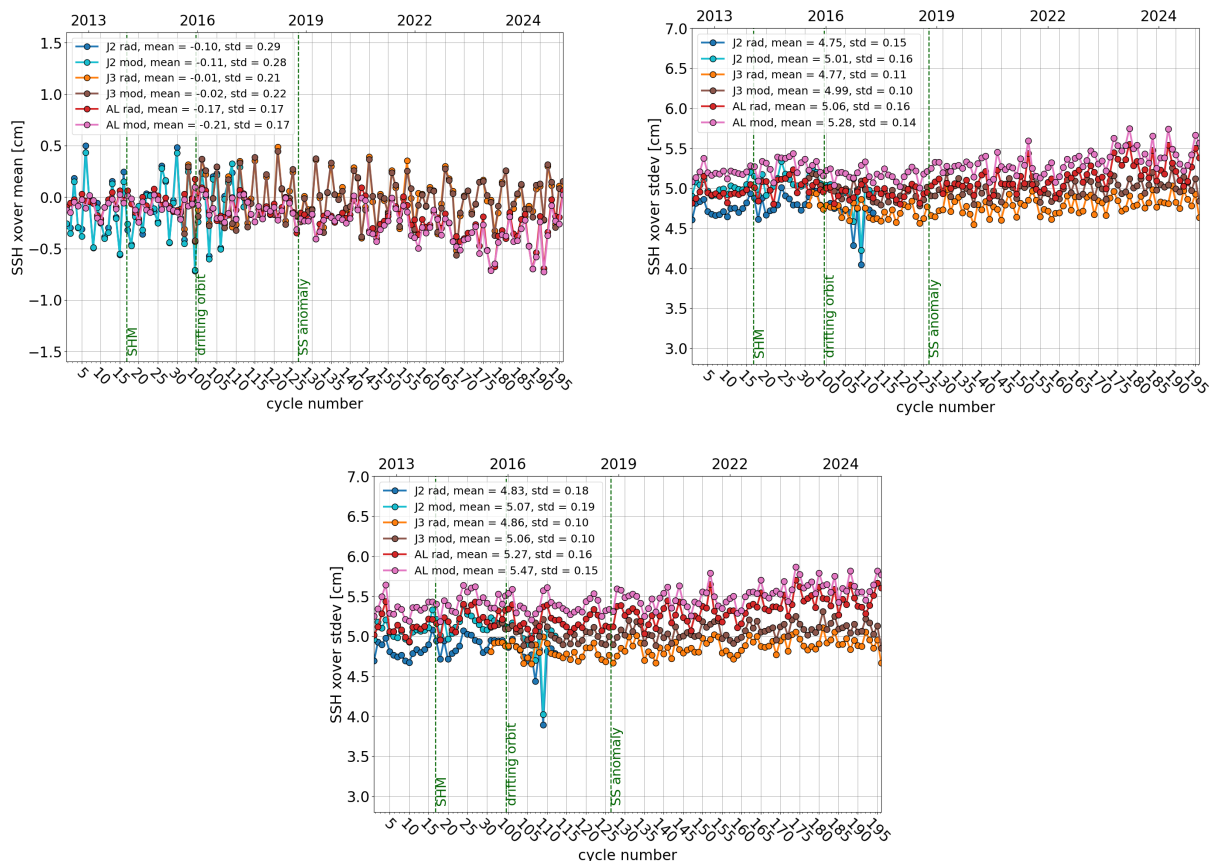 2013 2016 2019 2022 2024
J2 rad, mean = -0.10, std = 0.29
J2 mod, mean = -0.11, std = 0.28
J3 rad, mean = -0.01, std = 0.21
J3 mod, mean = -0.02, std = 0.22
AL rad, mean = -0.17, std = 0.17
AL mod, mean = -0.21, std = 0.17
SSH xover mean [cm]
1.5
1.0
0.5
0.0
−0.5
−1.0
−1.5
SHM
drifting orbit
SS anomaly
5 10 15 20 25 30 100 105 110 115 120 125 130 135 140 145 150 155 160 165 170 175 180 185 190 195
cycle number
2013 2016 2019 2022 2024
J2 rad, mean = 4.75, std = 0.15
J2 mod, mean = 5.01, std = 0.16
J3 rad, mean = 4.77, std = 0.11
J3 mod, mean = 4.99, std = 0.10
AL rad, mean = 5.06, std = 0.16
AL mod, mean = 5.28, std = 0.14
SSH xover stdev [cm]
7.0
6.5
6.0
5.5
5.0
4.5
4.0
3.5
3.0
SHM
drifting orbit
SS anomaly
5 10 15 20 25 30 100 105 110 115 120 125 130 135 140 145 150 155 160 165 170 175 180 185 190 195
cycle number
2013 2016 2019 2022 2024
J2 rad, mean = 4.83, std = 0.18
J2 mod, mean = 5.07, std = 0.19
J3 rad, mean = 4.86, std = 0.10
J3 mod, mean = 5.06, std = 0.10
AL rad, mean = 5.27, std = 0.16
AL mod, mean = 5.47, std = 0.15
SSH xover stdev [cm]
7.0
6.5
6.0
5.5
5.0
4.5
4.0
3.5
3.0
SHM
drifting orbit
SS anomaly
5 10 15 20 25 30 100 105 110 115 120 125 130 135 140 145 150 155 160 165 170 175 180 185 190 195
cycle number